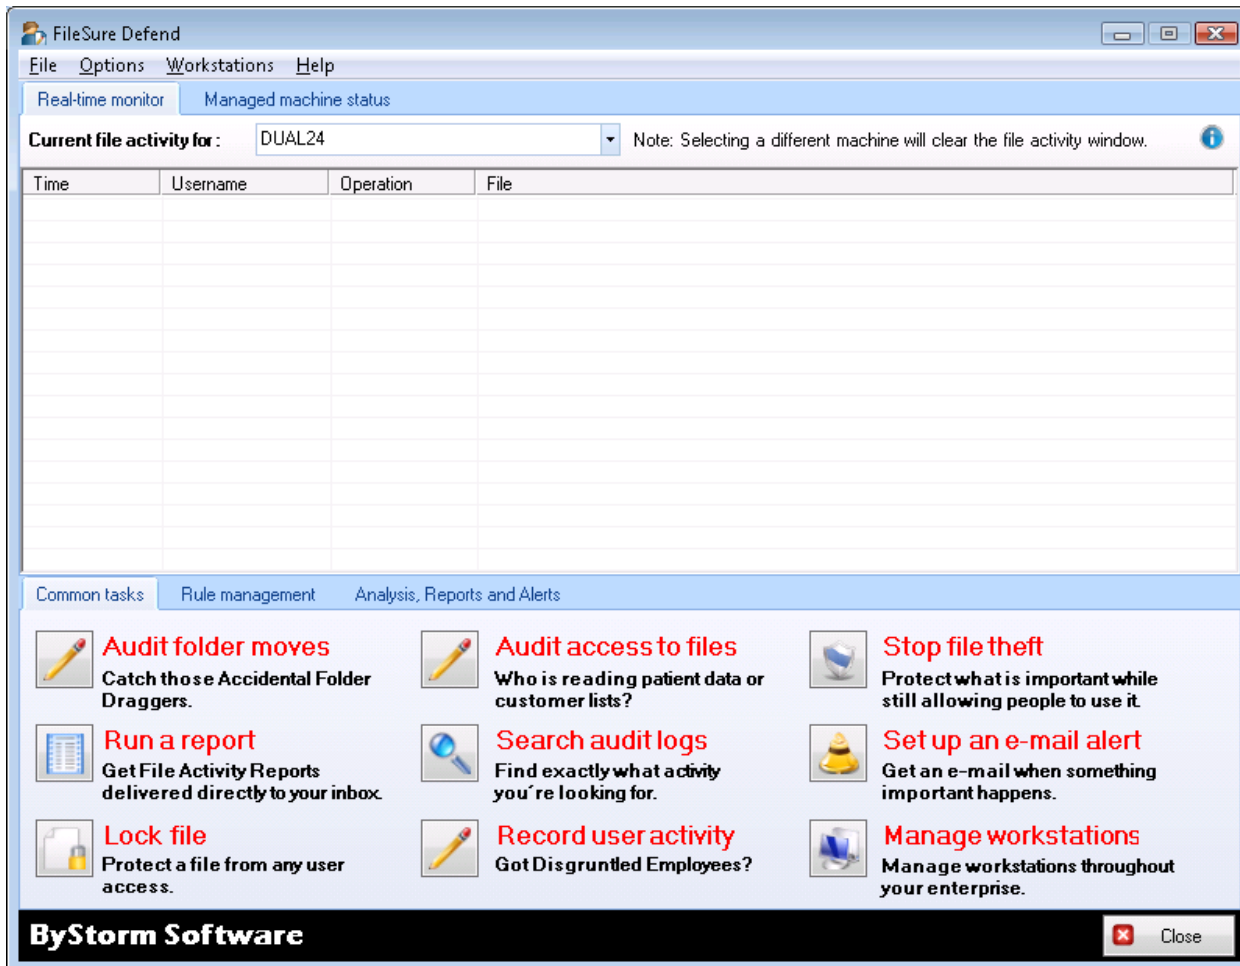 FileSure Defend
File Options Workstations Help
Real-time monitor Managed machine status
Current file activity for: DUAL24 Note: Selecting a different machine will clear the file activity window.
Time Username Operation File
Common tasks Rule management Analysis, Reports and Alerts
Audit folder moves
Catch those Accidental Folder
Draggers.
Audit access to files
Who is reading patient data or
customer lists?
Stop file theft
Protect what is important while
still allowing people to use it.
Run a report
Get File Activity Reports
delivered directly to your inbox.
Search audit logs
Find exactly what activity
you´re looking for.
Set up an e-mail alert
Get an e-mail when something
important happens.
Lock file
Protect a file from any user
access.
Record user activity
Got Disgruntled Employees?
Manage workstations
Manage workstations throughout
your enterprise.
ByStorm Software Close